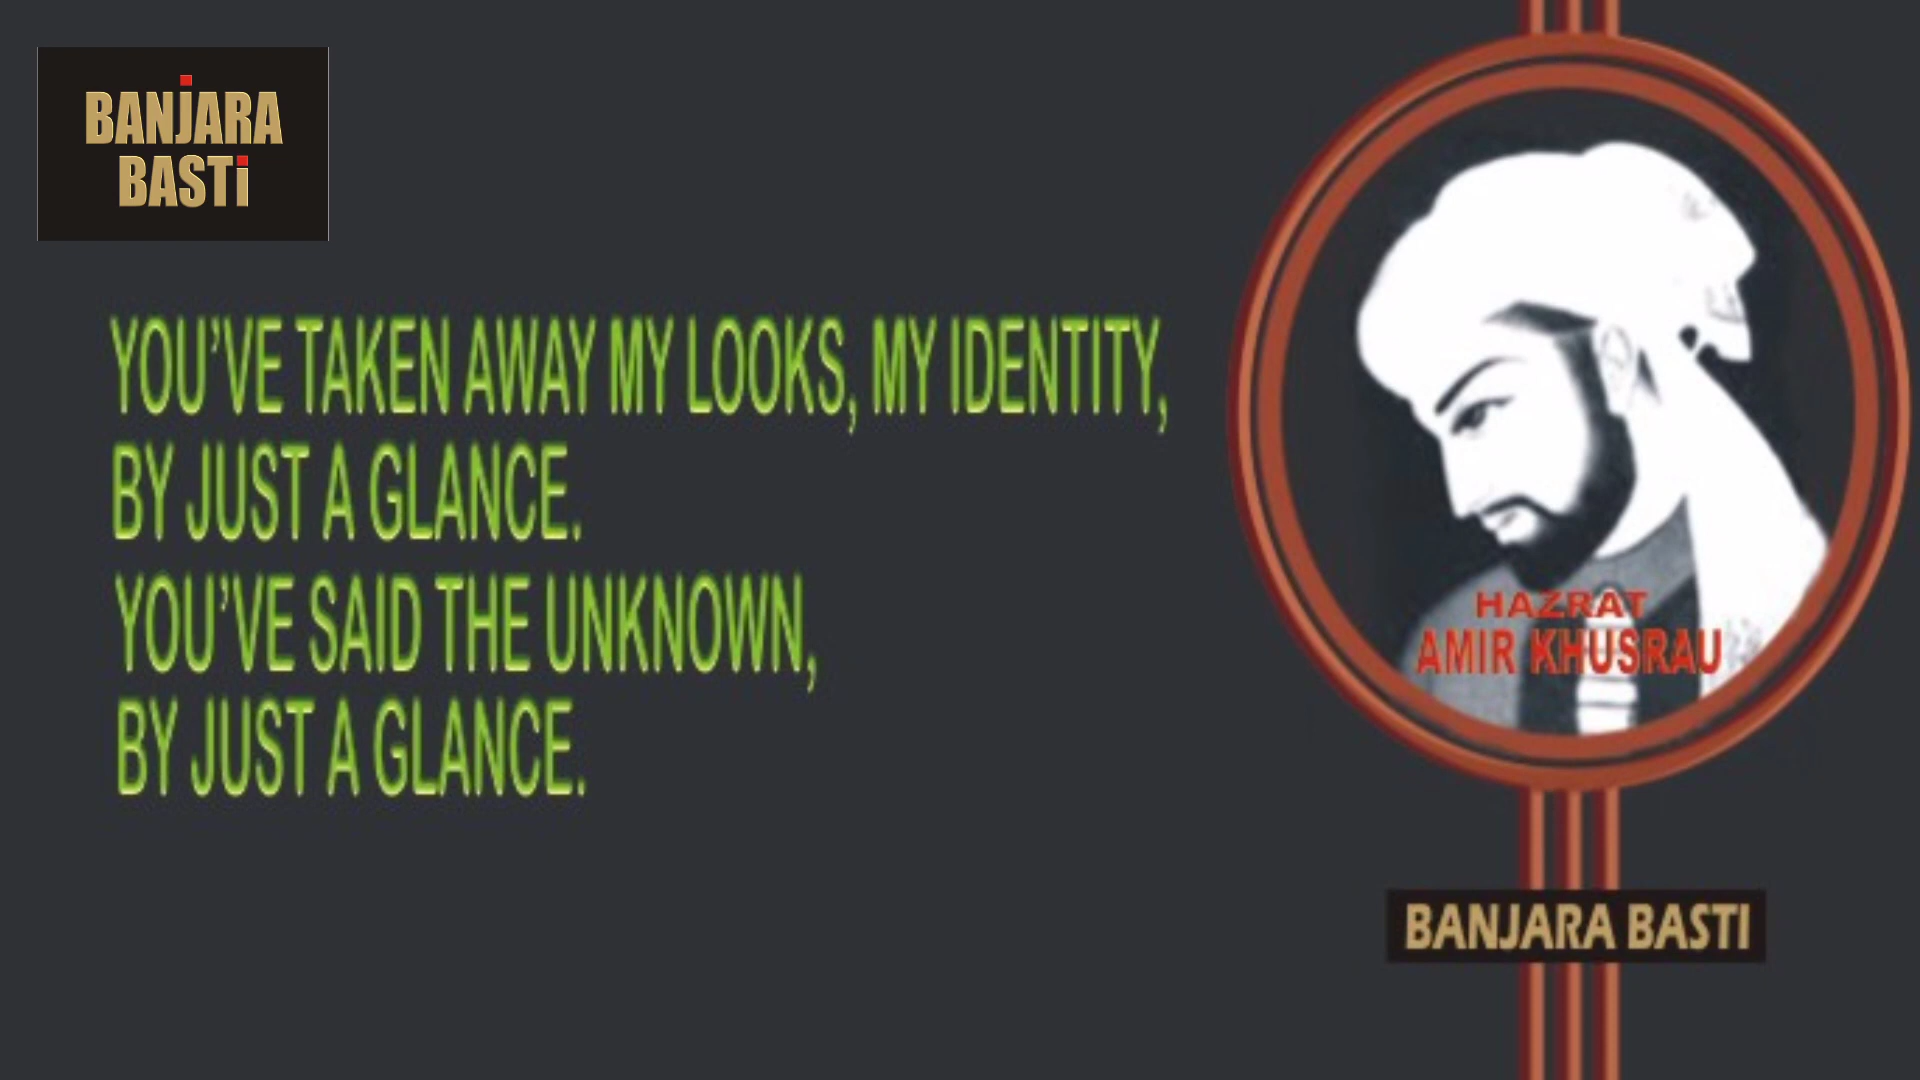 BANJARA
BASTi
YOU’VE TAKEN AWAY MY LOOKS, MY IDENTITY,
BY JUST A GLANCE.
YOU’VE SAID THE UNKNOWN,
BY JUST A GLANCE.
HAZRAT
AMIR KHUSRAU
BANJARA BASTI